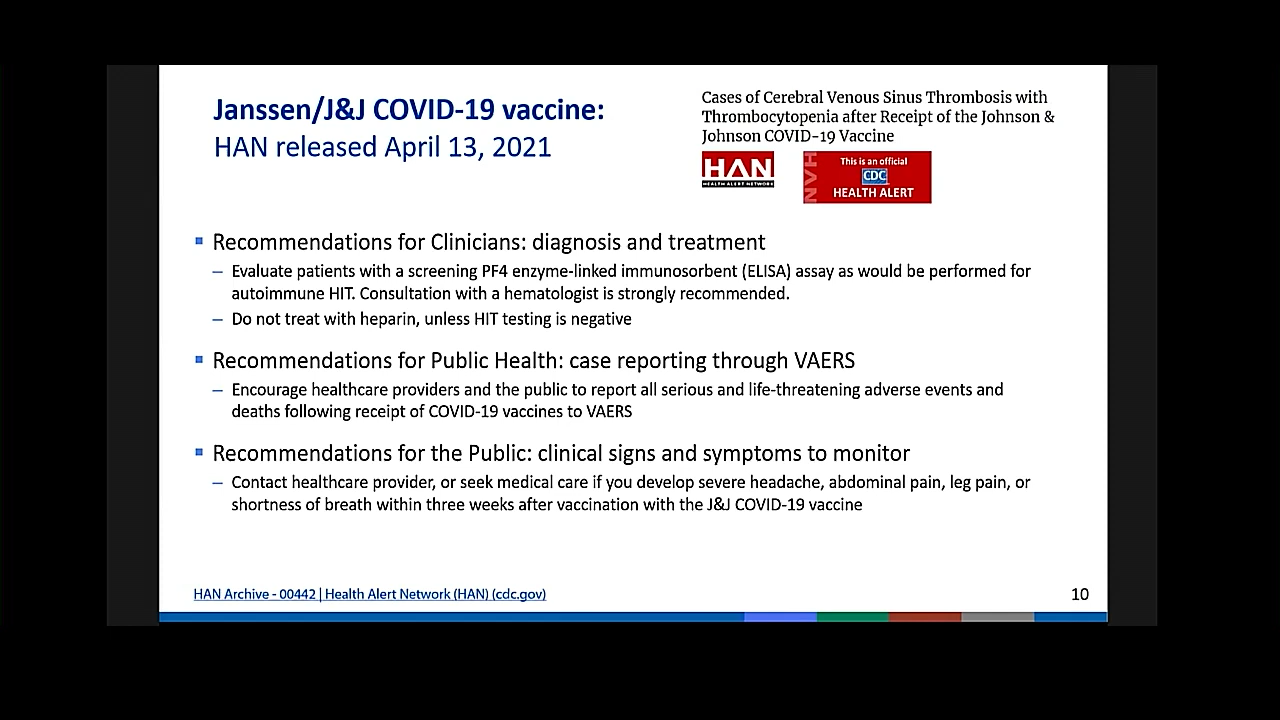 Janssen/J&J COVID-19 vaccine:
HAN released April 13, 2021
Cases of Cerebral Venous Sinus Thrombosis with
Thrombocytopenia after Receipt of the Johnson &
Johnson COVID-19 Vaccine
HAN
HEALTH ALERT NETWORK
HAN
This is an official
CDC
HEALTH ALERT
▪ Recommendations for Clinicians: diagnosis and treatment
– Evaluate patients with a screening PF4 enzyme-linked immunosorbent (ELISA) assay as would be performed for
autoimmune HIT. Consultation with a hematologist is strongly recommended.
– Do not treat with heparin, unless HIT testing is negative
▪ Recommendations for Public Health: case reporting through VAERS
– Encourage healthcare providers and the public to report all serious and life-threatening adverse events and
deaths following receipt of COVID-19 vaccines to VAERS
▪ Recommendations for the Public: clinical signs and symptoms to monitor
– Contact healthcare provider, or seek medical care if you develop severe headache, abdominal pain, leg pain, or
shortness of breath within three weeks after vaccination with the J&J COVID-19 vaccine
HAN Archive - 00442 | Health Alert Network (HAN) (cdc.gov)
10